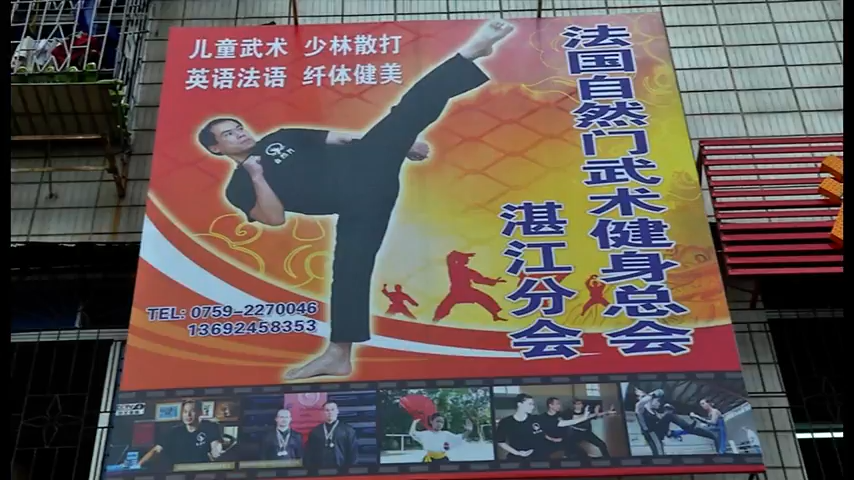 儿童武术 少林散打
英语法语 纤体健美
法国自然门武术健身总会
湛江分会
TEL: 0759-2270046
13692458353